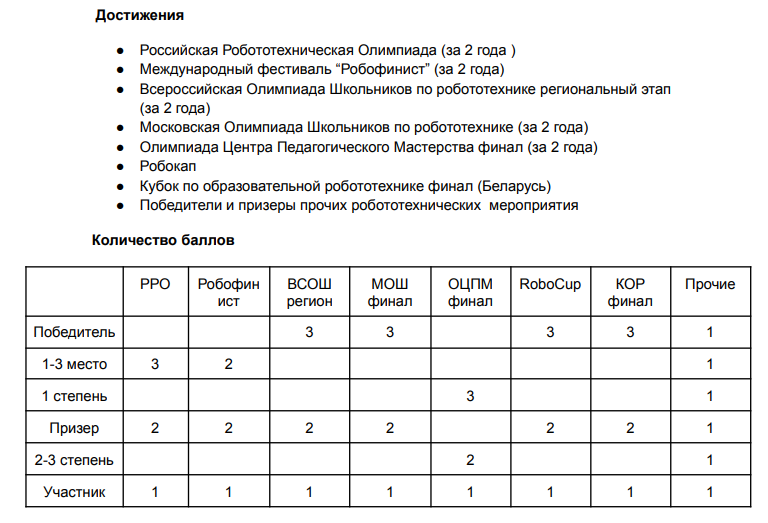 Достижения
● Российская Робототехническая Олимпиада (за 2 года )
● Международный фестиваль “Робофинист” (за 2 года)
● Всероссийская Олимпиада Школьников по робототехнике региональный этап
(за 2 года)
● Московская Олимпиада Школьников по робототехнике (за 2 года)
● Олимпиада Центра Педагогического Мастерства финал (за 2 года)
● Робокап
● Кубок по образовательной робототехнике финал (Беларусь)
● Победители и призеры прочих робототехнических мероприятия
Количество баллов
РРО Робофин ВСОШ МОШ ОЦПМ RoboCup КОР Прочие
ист регион финал финал финал
Победитель 3 3 3 3 1
1-3 место 3 2 1
1 степень 3 1
Призер 2 2 2 2 2 2 1
2-3 степень 2 1
Участник 1 1 1 1 1 1 1 1